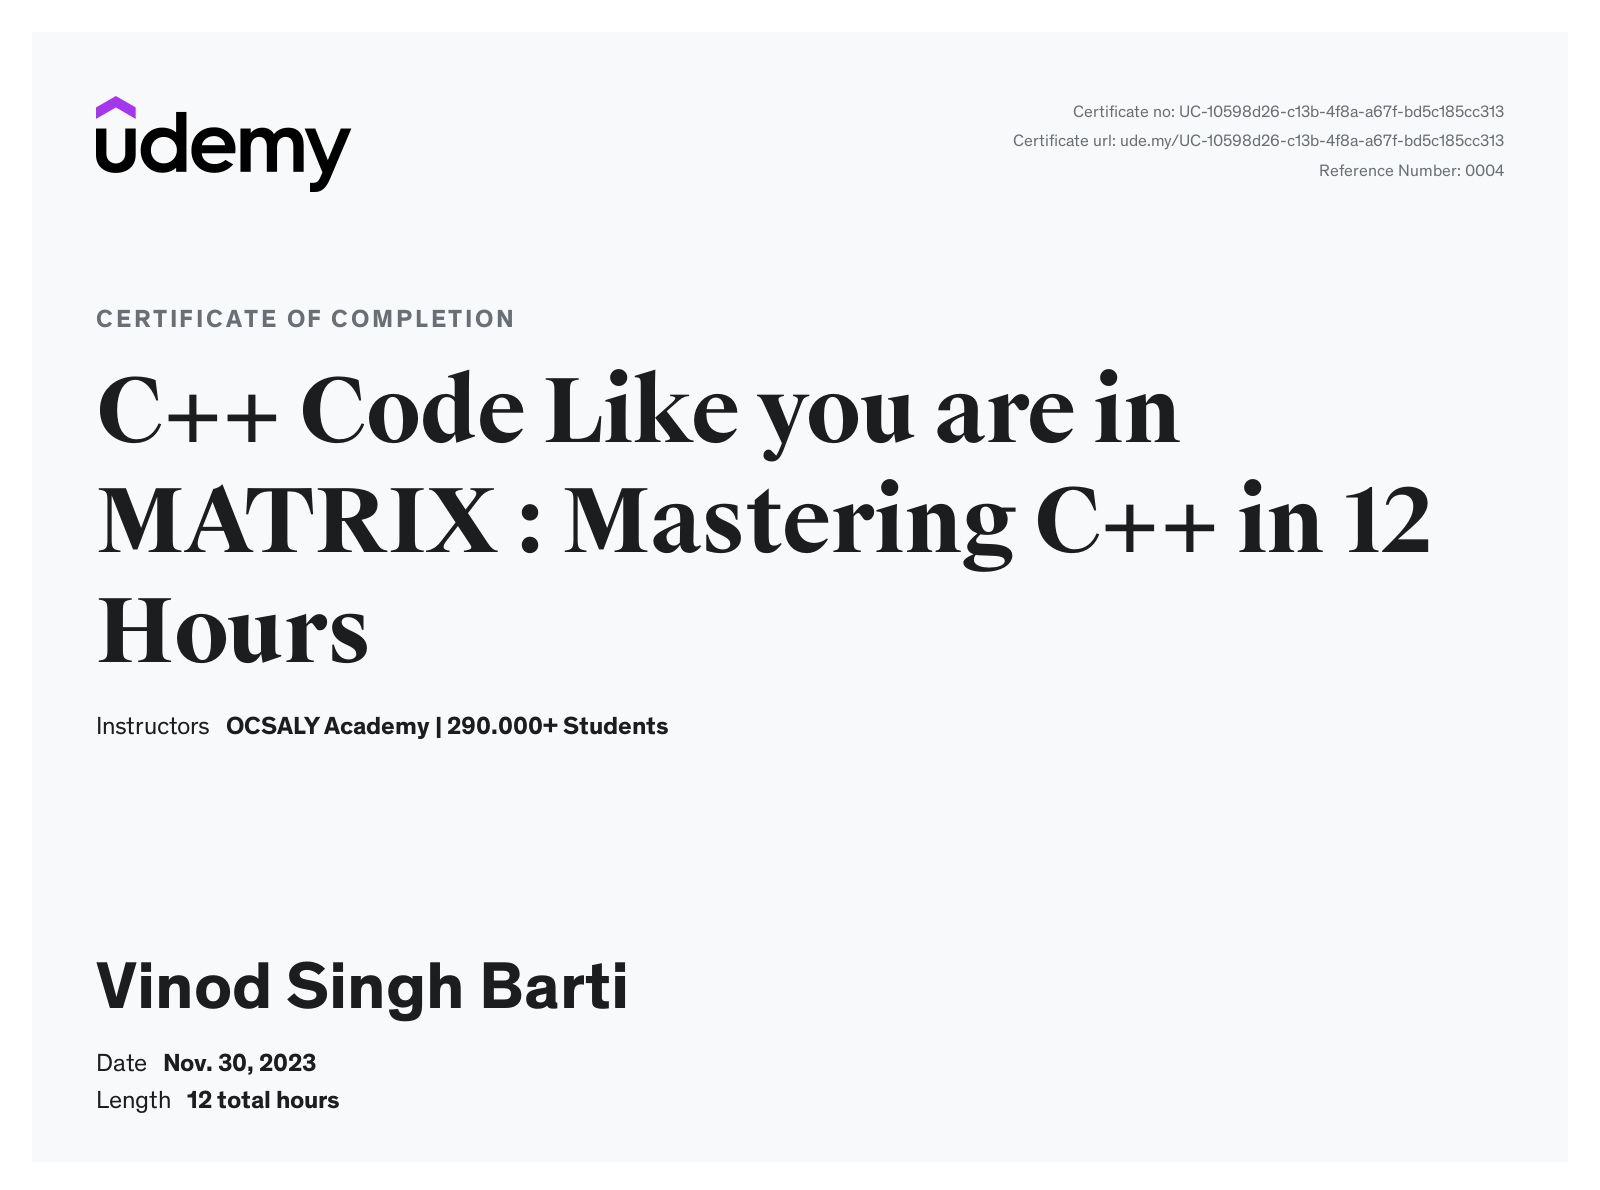 udemy
Certificate no: UC-10598d26-c13b-4f8a-a67f-bd5c185cc313
Certificate url: ude.my/UC-10598d26-c13b-4f8a-a67f-bd5c185cc313
Reference Number: 0004
CERTIFICATE OF COMPLETION
C++ Code Like you are in
MATRIX : Mastering C++ in 12
Hours
Instructors OCSALY Academy | 290.000+ Students
Vinod Singh Barti
Date Nov. 30, 2023
Length 12 total hours